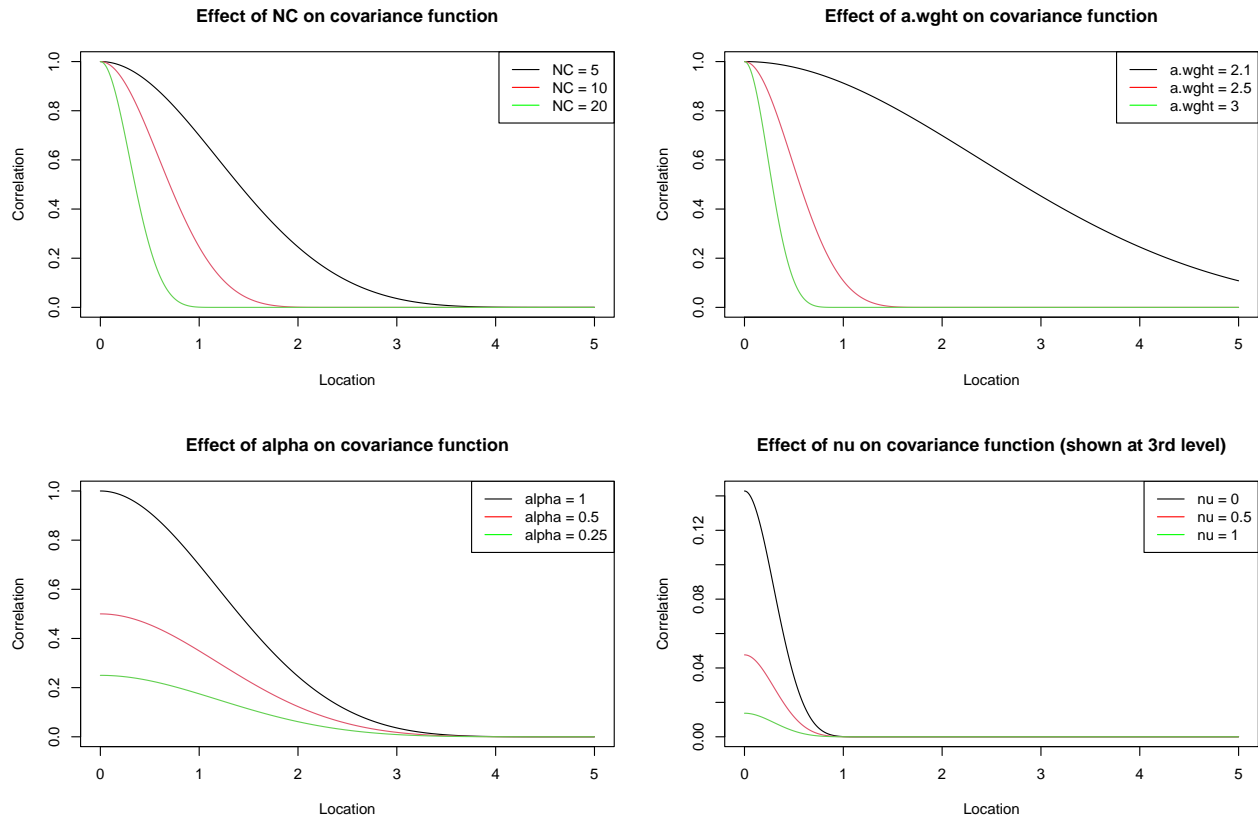 Effect of NC on covariance function
NC = 5
NC = 10
NC = 20
Correlation
0.0 0.2 0.4 0.6 0.8 1.0
0 1 2 3 4 5
Location
Effect of a.wght on covariance function
a.wght = 2.1
a.wght = 2.5
a.wght = 3
Correlation
0.0 0.2 0.4 0.6 0.8 1.0
0 1 2 3 4 5
Location
Effect of alpha on covariance function
alpha = 1
alpha = 0.5
alpha = 0.25
Correlation
0.0 0.2 0.4 0.6 0.8 1.0
0 1 2 3 4 5
Location
Effect of nu on covariance function (shown at 3rd level)
nu = 0
nu = 0.5
nu = 1
Correlation
0.00 0.04 0.08 0.12
0 1 2 3 4 5
Location